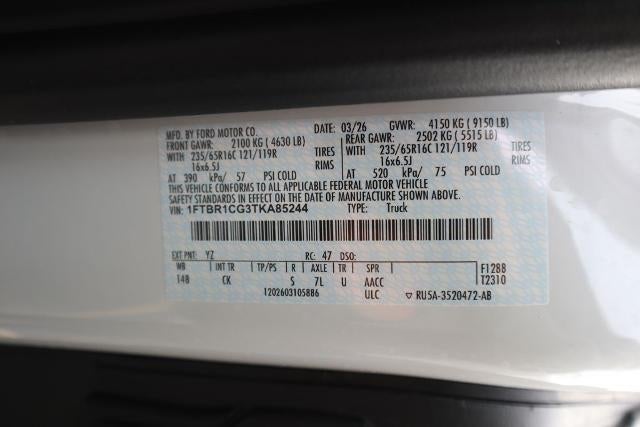 MFD. BY FORD MOTOR CO. DATE: 03/26 GVWR: 4150 KG ( 9150 LB)
FRONT GAWR: 2100 KG ( 4630 LB) REAR GAWR: 2502 KG ( 5515 LB)
WITH 235/65R16C 121/119R TIRES WITH 235/65R16C 121/119R TIRES
16x6.5J RIMS 16x6.5J RIMS
AT 390 kPa/ 57 PSI COLD AT 520 kPa/ 75 PSI COLD
THIS VEHICLE CONFORMS TO ALL APPLICABLE FEDERAL MOTOR VEHICLE
SAFETY STANDARDS IN EFFECT ON THE DATE OF MANUFACTURE SHOWN ABOVE.
VIN: 1FTBR1CG3TKA85244 TYPE: Truck
EXT PNT: YZ RC: 47 DSO:
WB INT TR TP/PS R AXLE TR SPR F1288
148 CK S 7L U AACC T2310
1202603105886 ULC ▽ RU5A-3520472-AB